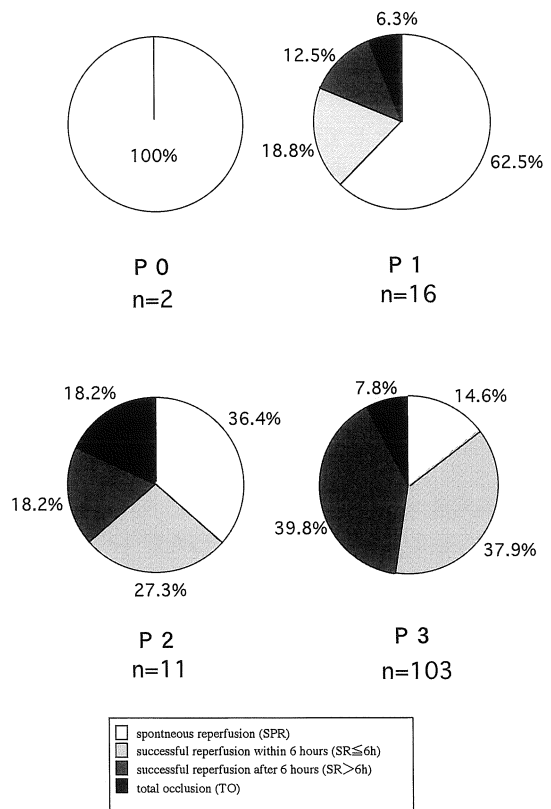 100%
P 0
n=2
6.3%
12.5%
18.8%
62.5%
P 1
n=16
18.2%
36.4%
18.2%
27.3%
P 2
n=11
7.8%
14.6%
39.8%
37.9%
P 3
n=103
spontneous reperfusion (SPR)
successful reperfusion within 6 hours (SR≦6h)
successful reperfusion after 6 hours (SR＞6h)
total occlusion (TO)